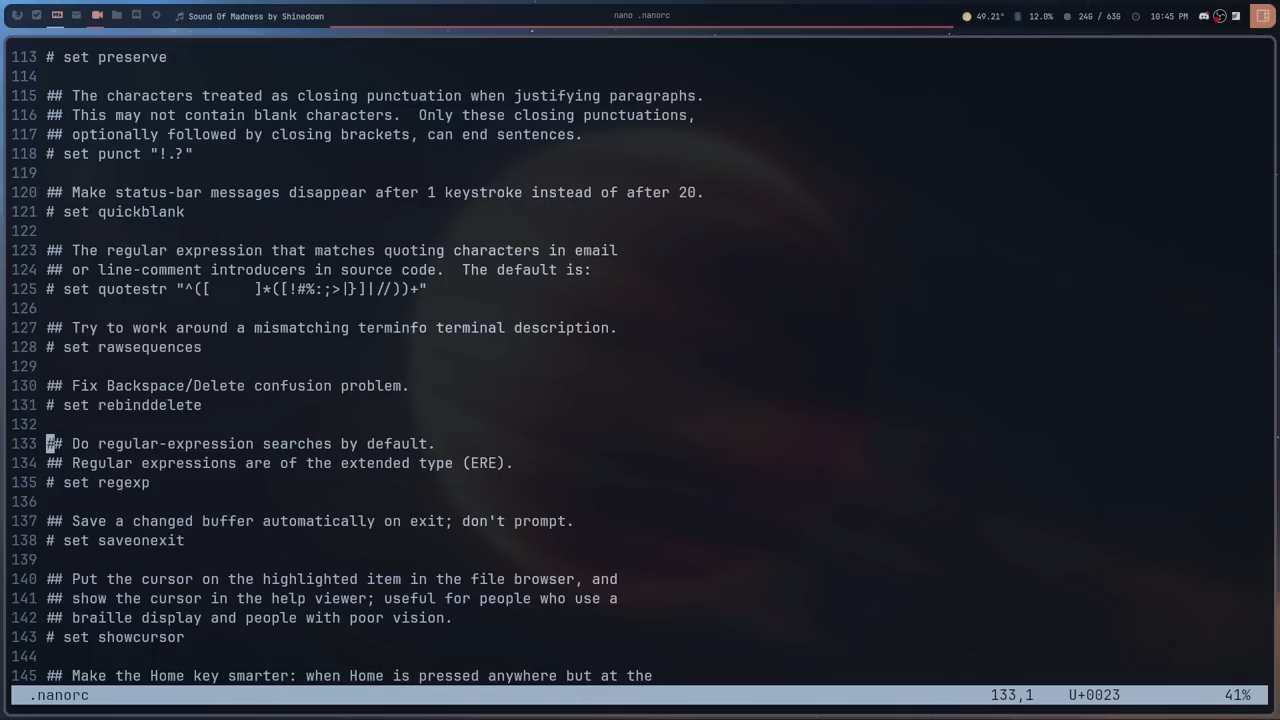 Sound Of Madness by Shinedown
nano .nanorc
49.21° 12.0% 24G / 63G 10:45 PM
113 # set preserve
114
115 ## The characters treated as closing punctuation when justifying paragraphs.
116 ## This may not contain blank characters.  Only these closing punctuations,
117 ## optionally followed by closing brackets, can end sentences.
118 # set punct "!.?"
119
120 ## Make status-bar messages disappear after 1 keystroke instead of after 20.
121 # set quickblank
122
123 ## The regular expression that matches quoting characters in email
124 ## or line-comment introducers in source code.  The default is:
125 # set quotestr "^([     ]*([!#%:;>|}]|//))+"
126
127 ## Try to work around a mismatching terminfo terminal description.
128 # set rawsequences
129
130 ## Fix Backspace/Delete confusion problem.
131 # set rebinddelete
132
133 ## Do regular-expression searches by default.
134 ## Regular expressions are of the extended type (ERE).
135 # set regexp
136
137 ## Save a changed buffer automatically on exit; don't prompt.
138 # set saveonexit
139
140 ## Put the cursor on the highlighted item in the file browser, and
141 ## show the cursor in the help viewer; useful for people who use a
142 ## braille display and people with poor vision.
143 # set showcursor
144
145 ## Make the Home key smarter: when Home is pressed anywhere but at the
.nanorc 133,1 U+0023 41%